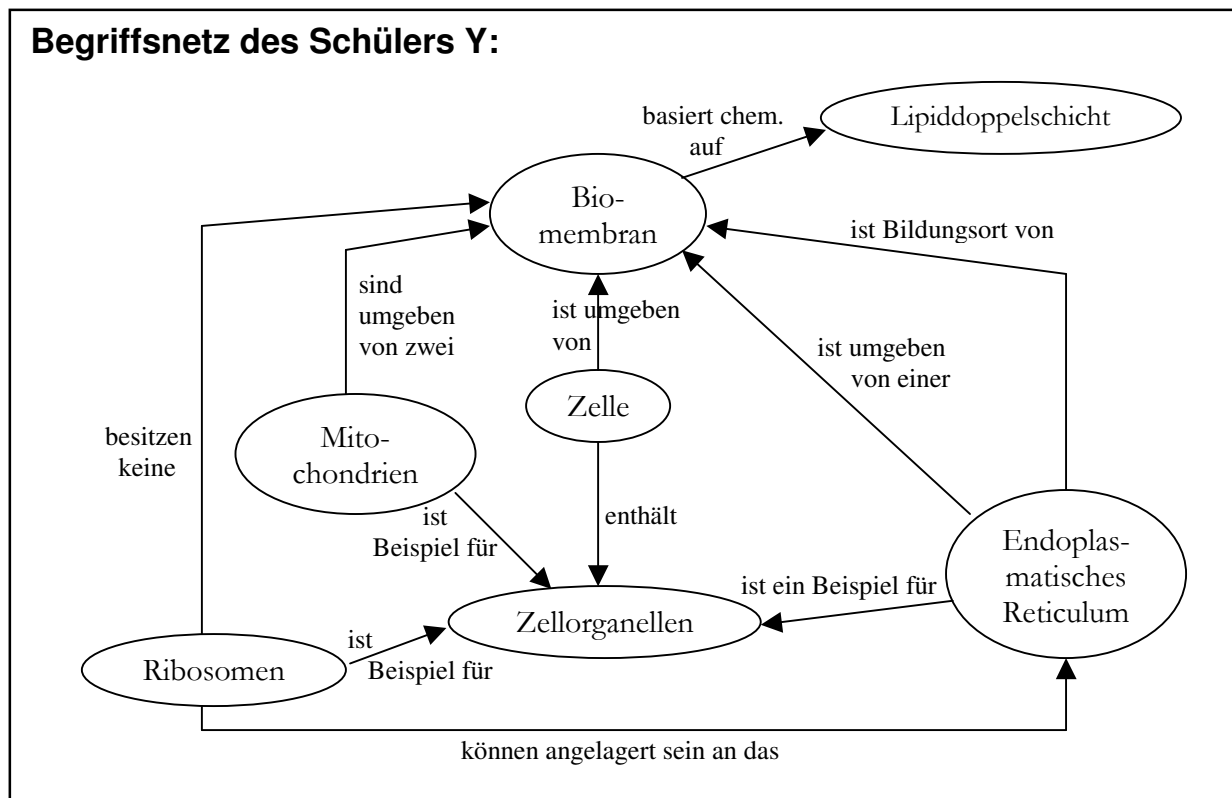 Begriffsnetz des Schülers Y:
basiert chem.
auf
Lipiddoppelschicht
Bio-
membran
ist Bildungsort von
sind
umgeben
von zwei
ist umgeben
von
ist umgeben
von einer
Zelle
besitzen
keine
Mito-
chondrien
ist
Beispiel für
enthält
Endoplas-
matisches
Reticulum
ist ein Beispiel für
Zellorganellen
ist
Beispiel für
Ribosomen
können angelagert sein an das